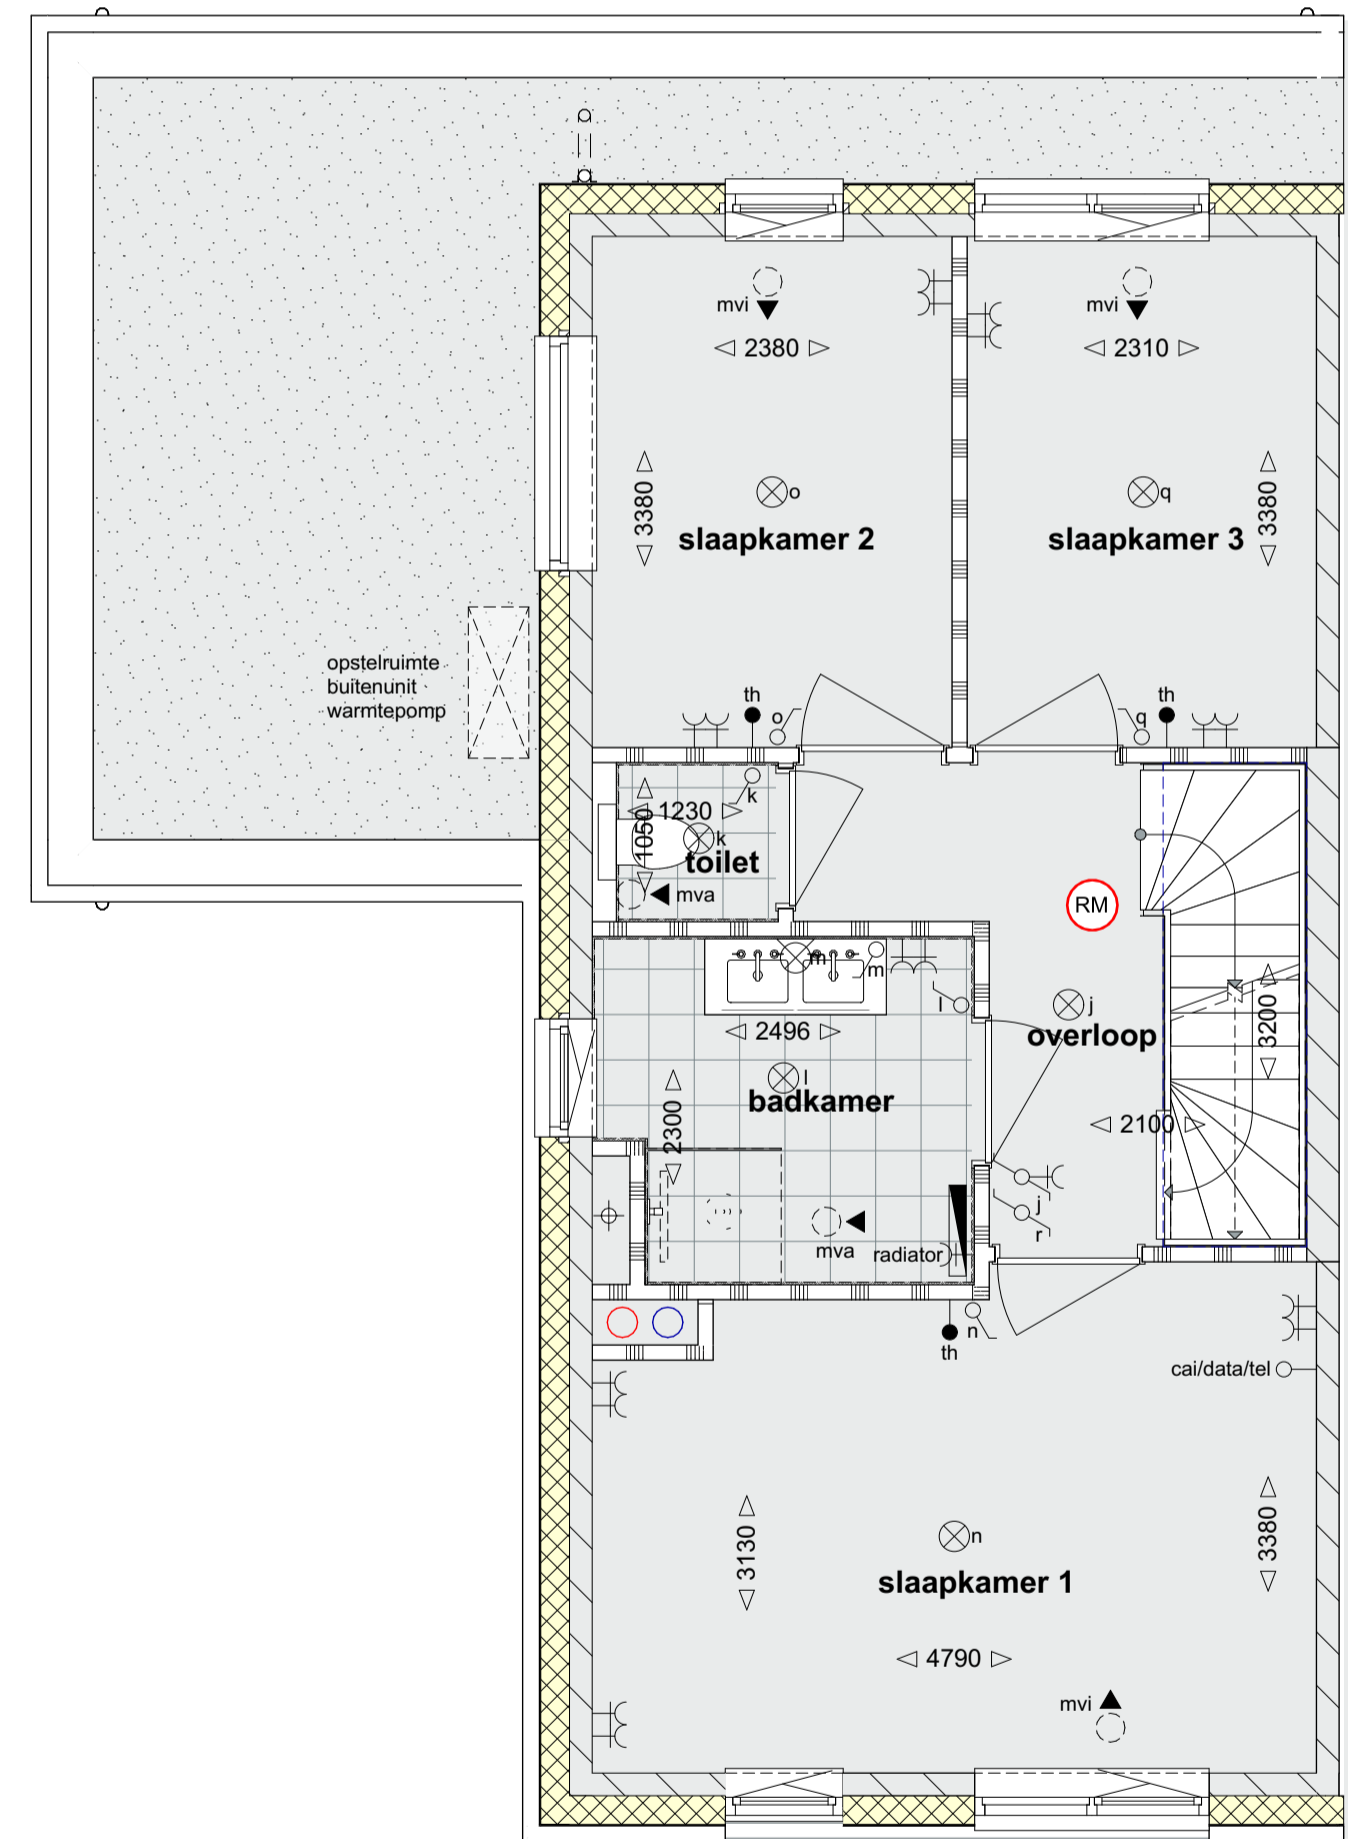 mvi
mvi
2380
2310
3380
3380
o
q
slaapkamer 2
slaapkamer 3
opstelruimte
buitenunit
warmtepomp
th
o
q
th
k
1230
1050
k
toilet
mva
RM
m
m
l
j
2496
overloop
3200
l
badkamer
2300
2100
j
r
mva
radiator
n
th
cai/data/tel
3130
3380
n
slaapkamer 1
4790
mvi